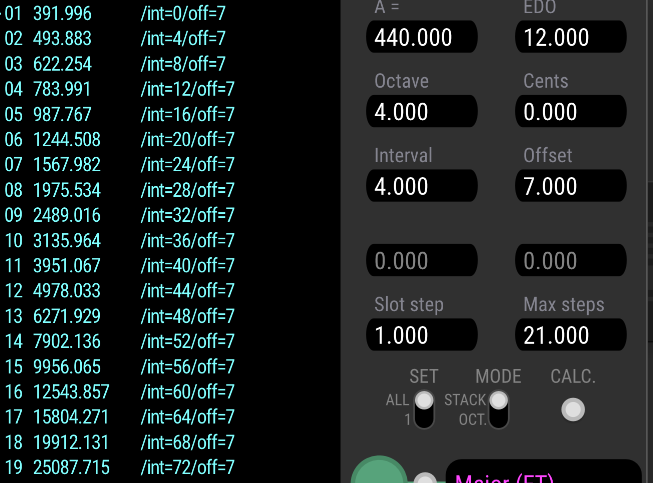 01 391.996 /int=0/off=7
02 493.883 /int=4/off=7
03 622.254 /int=8/off=7
04 783.991 /int=12/off=7
05 987.767 /int=16/off=7
06 1244.508 /int=20/off=7
07 1567.982 /int=24/off=7
08 1975.534 /int=28/off=7
09 2489.016 /int=32/off=7
10 3135.964 /int=36/off=7
11 3951.067 /int=40/off=7
12 4978.033 /int=44/off=7
13 6271.929 /int=48/off=7
14 7902.136 /int=52/off=7
15 9956.065 /int=56/off=7
16 12543.857 /int=60/off=7
17 15804.271 /int=64/off=7
18 19912.131 /int=68/off=7
19 25087.715 /int=72/off=7
A = EDO
440.000 12.000
Octave Cents
4.000 0.000
Interval Offset
4.000 7.000
0.000 0.000
Slot step Max steps
1.000 21.000
SET MODE CALC.
ALL STACK
1 OCT.
Major (ET)